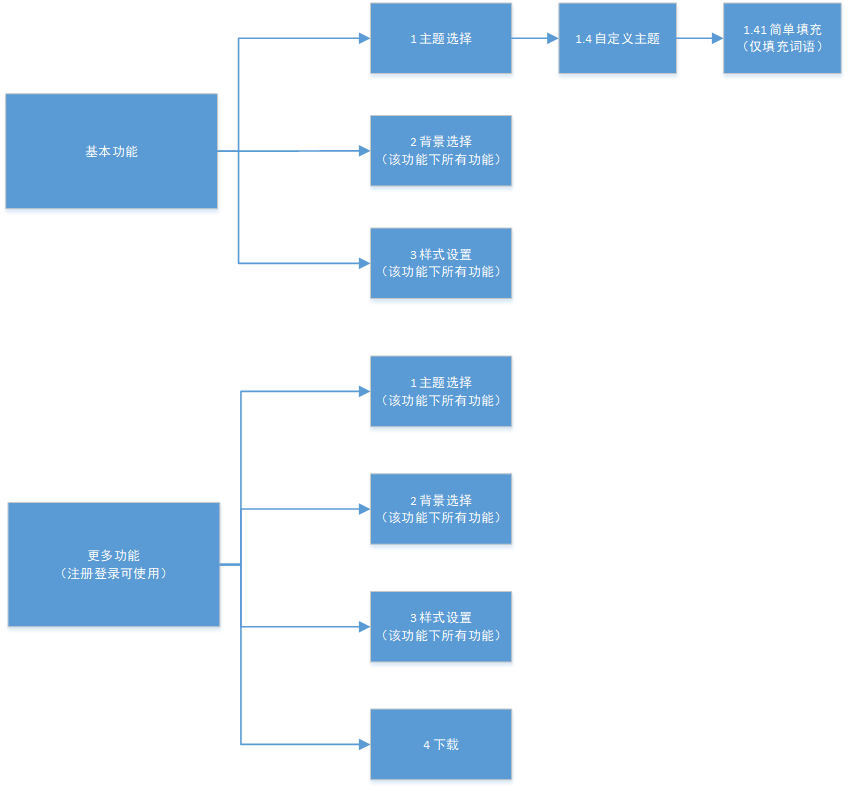 基本功能
1 主题选择
1.4 自定义主题
1.41 简单填充
（仅填充词语）
2 背景选择
（该功能下所有功能）
3 样式设置
（该功能下所有功能）
更多功能
（注册登录可使用）
1 主题选择
（该功能下所有功能）
2 背景选择
（该功能下所有功能）
3 样式设置
（该功能下所有功能）
4 下载